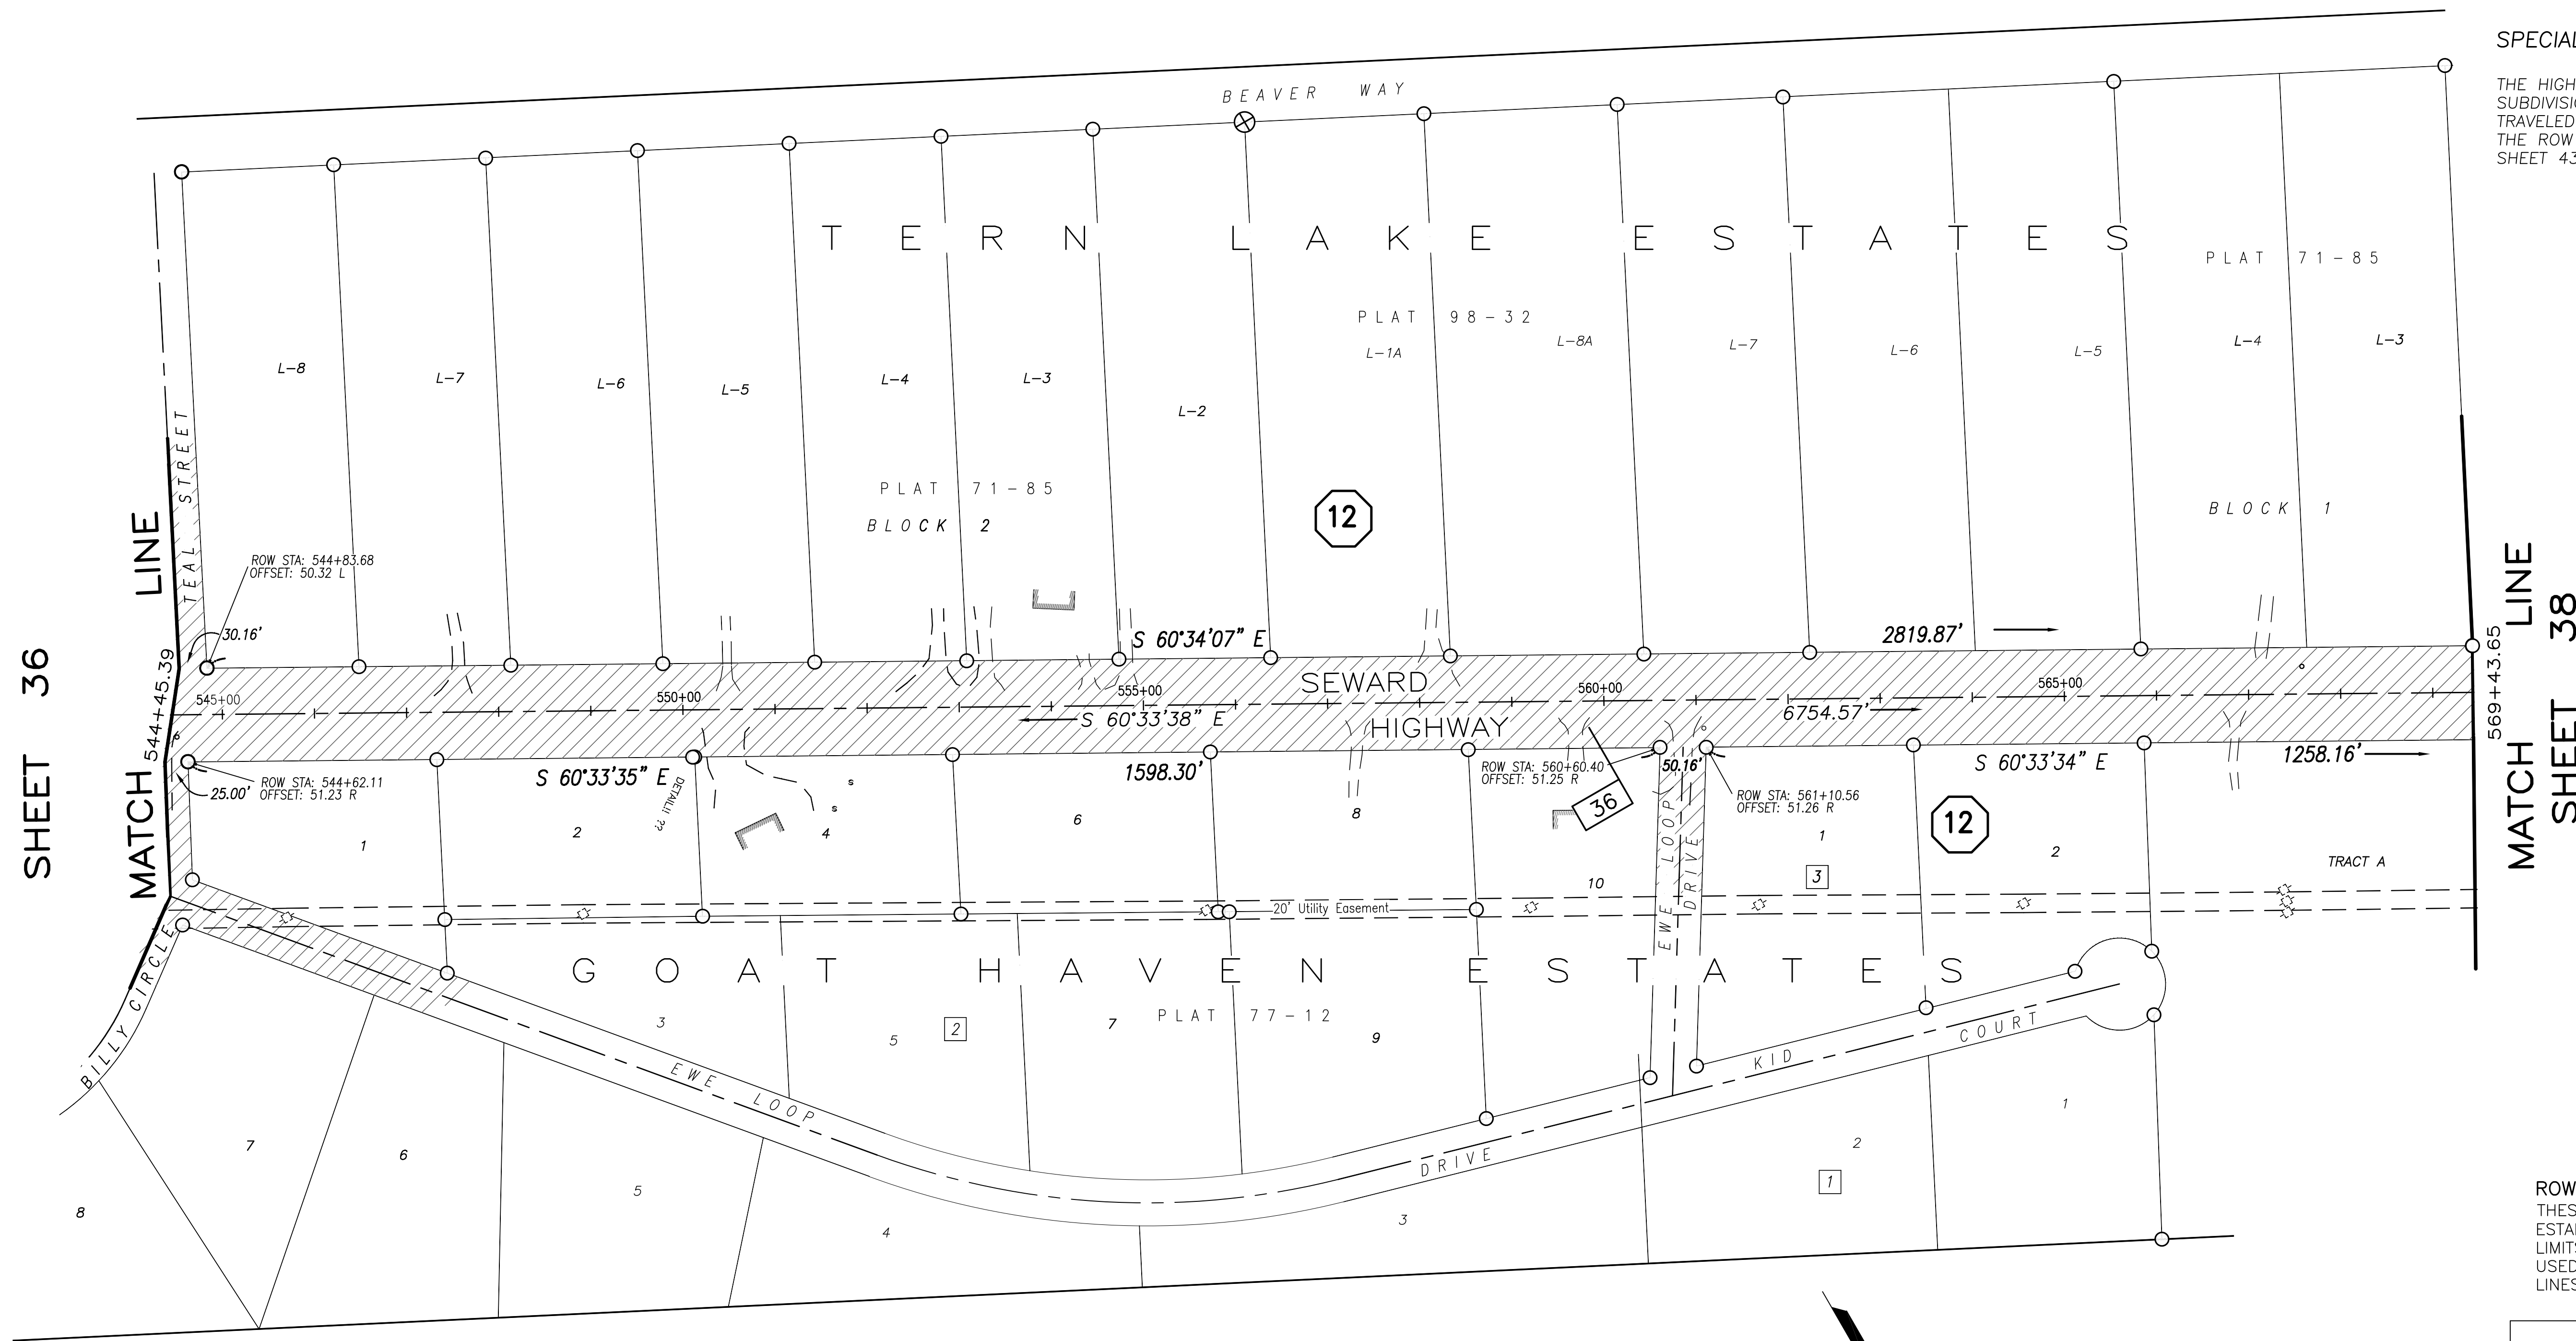 SPECIAL
THE HIGH
SUBDIVISI
TRAVELED
THE ROW
SHEET 43
BEAVER WAY
TERN LAKE ESTATES
PLAT 71-85
PLAT 98-32
L-8
L-7
L-6
L-5
L-4
L-3
L-2
L-1A
L-8A
L-7
L-6
L-5
L-4
L-3
PLAT 71-85
BLOCK 2
12
BLOCK 1
TEAL STREET
ROW STA: 544+83.68
OFFSET: 50.32 L
30.16'
S 60°34'07" E
2819.87'
MATCH LINE
544+45.39
SHEET 36
MATCH LINE
569+43.65
SHEET 38
545+00
550+00
555+00
560+00
565+00
SEWARD
HIGHWAY
S 60°33'38" E
6754.57'
ROW STA: 544+62.11
OFFSET: 51.23 R
25.00'
S 60°33'35" E
1598.30'
DETAIL!! ??
ROW STA: 560+60.40
OFFSET: 51.25 R
50.16'
36
ROW STA: 561+10.56
OFFSET: 51.26 R
S 60°33'34" E
1258.16'
12
s
s
1
2
4
6
8
10
1
3
2
TRACT A
20' Utility Easement
EWE LOOP
DRIVE
GOAT HAVEN ESTATES
PLAT 77-12
3
5
2
7
9
BILLY CIRCLE
EWE
LOOP
DRIVE
KID
COURT
8
7
6
5
4
3
2
1
1
ROW
THES
ESTA
LIMIT
USED
LINES